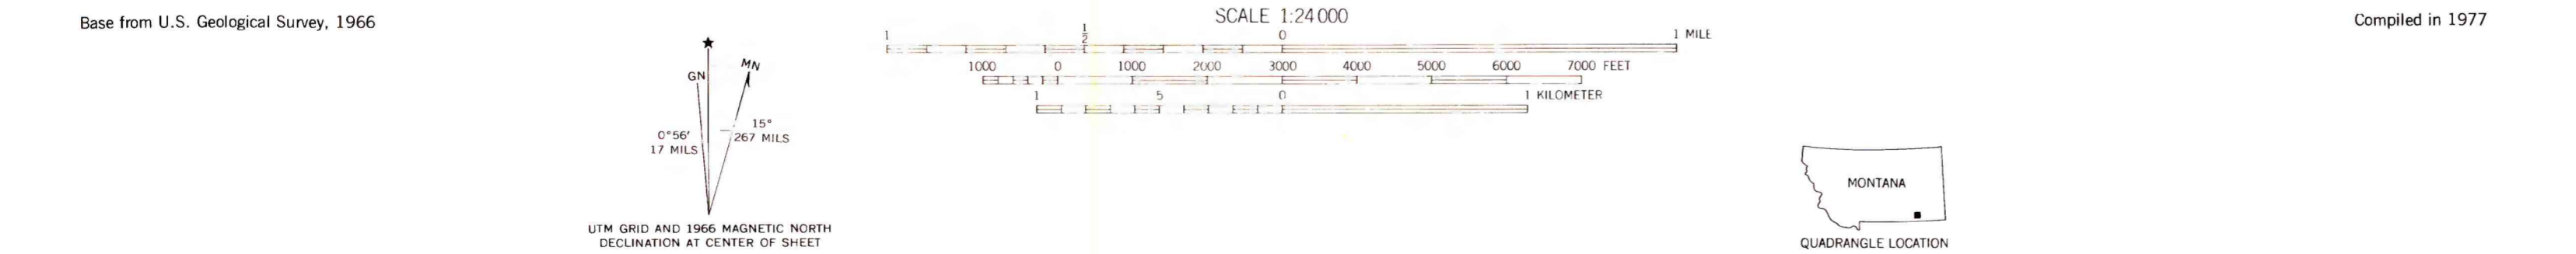 Base from U.S. Geological Survey, 1966
SCALE 1:24 000
Compiled in 1977
1 ½ 0 1 MILE
1000 0 1000 2000 3000 4000 5000 6000 7000 FEET
1 5 0 1 KILOMETER
GN MN
0°56′
17 MILS
15°
267 MILS
UTM GRID AND 1966 MAGNETIC NORTH
DECLINATION AT CENTER OF SHEET
MONTANA
QUADRANGLE LOCATION